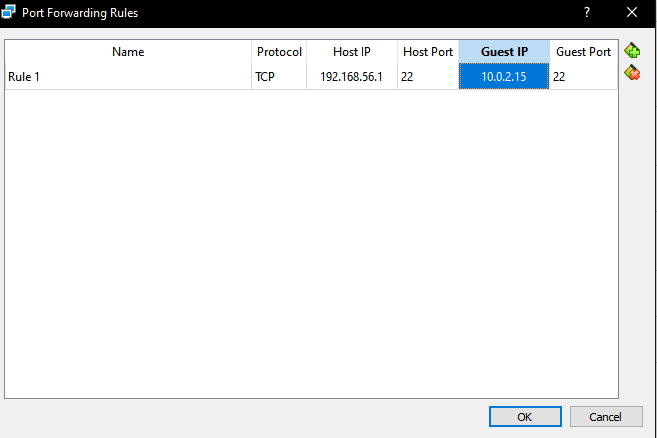 Port Forwarding Rules
Name Protocol Host IP Host Port Guest IP Guest Port
Rule 1 TCP 192.168.56.1 22 10.0.2.15 22
OK Cancel